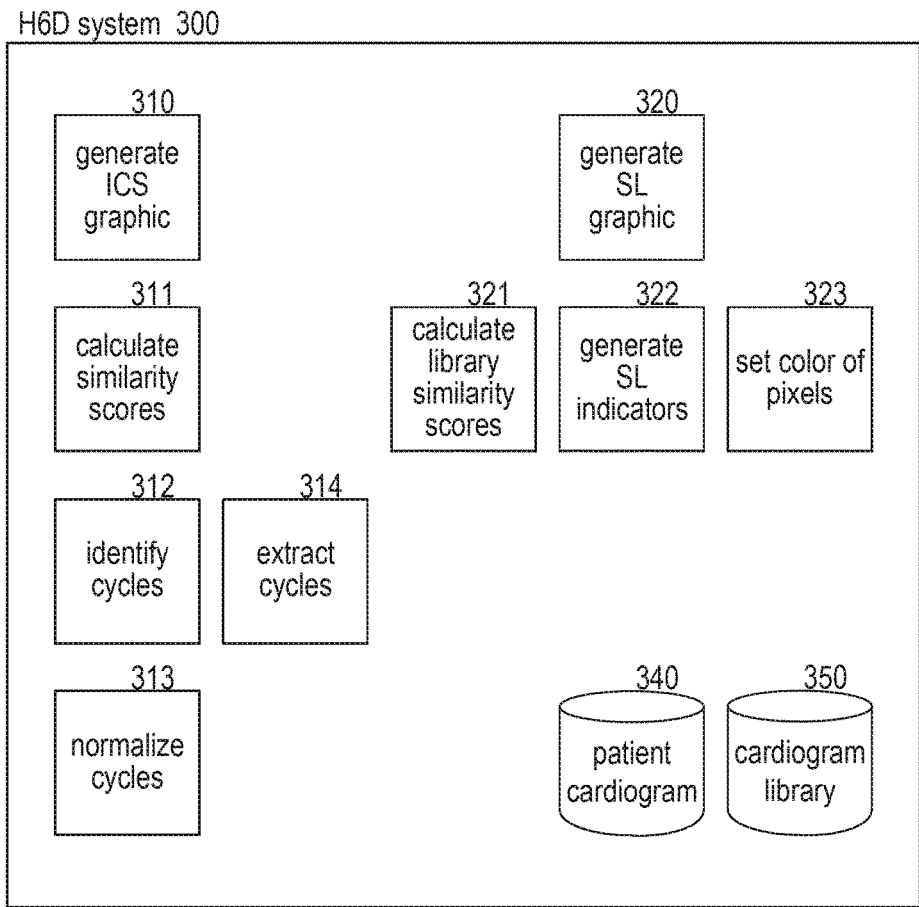 H6D system 300
310
generate
ICS
graphic
320
generate
SL
graphic
311
calculate
similarity
scores
321
calculate
library
similarity
scores
322
generate
SL
indicators
323
set color of
pixels
312
identify
cycles
314
extract
cycles
313
normalize
cycles
340
patient
cardiogram
350
cardiogram
library